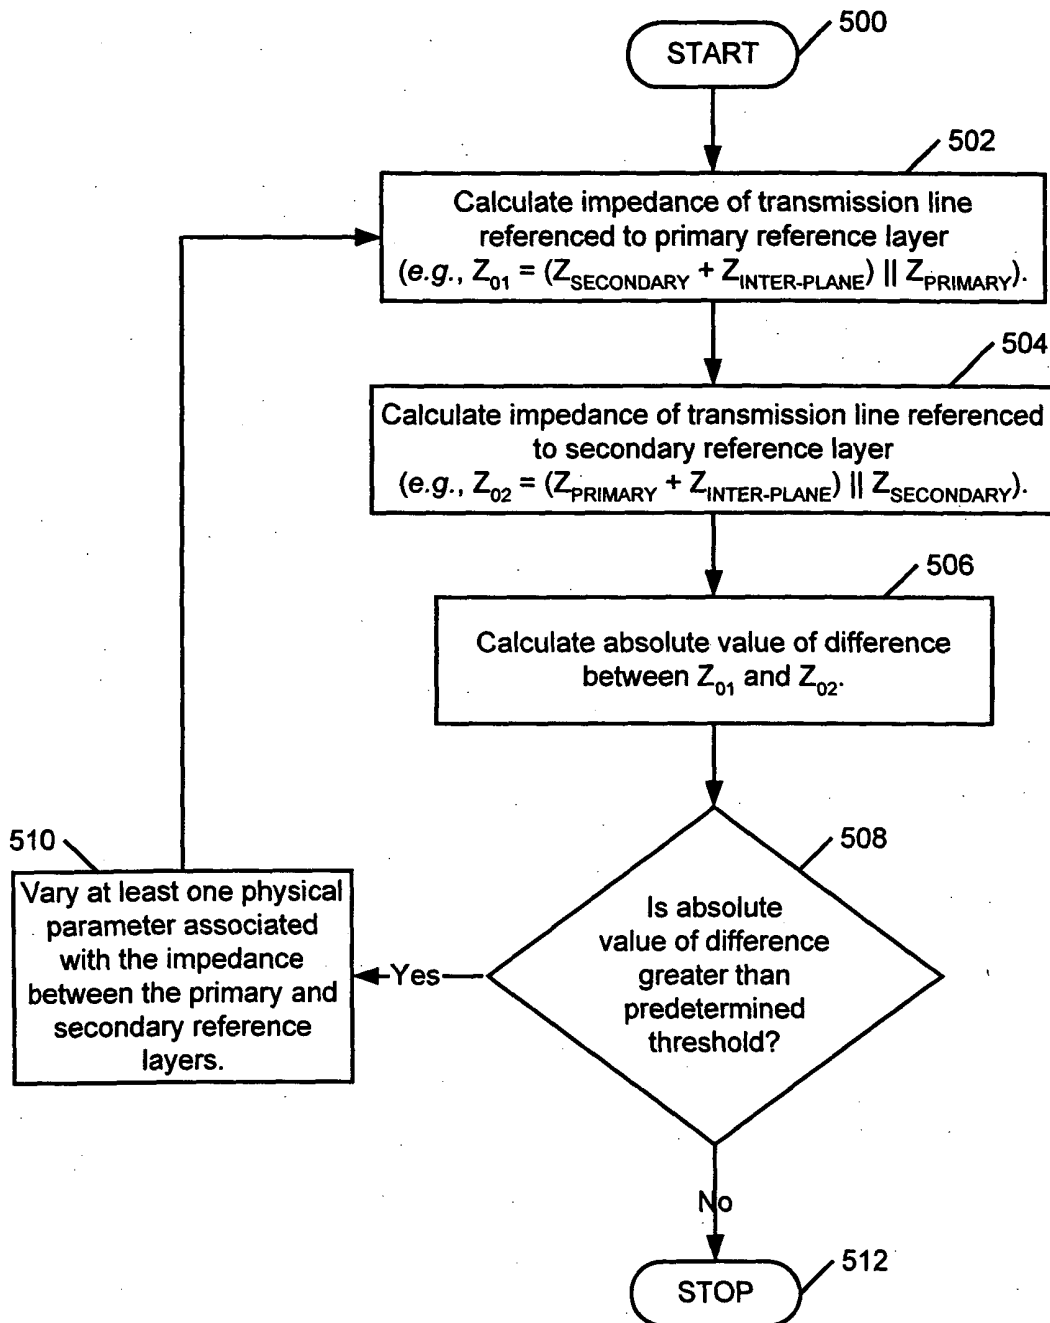 500
START
502
Calculate impedance of transmission line
referenced to primary reference layer
(e.g., Z01 = (ZSECONDARY + ZINTER-PLANE) || ZPRIMARY).
504
Calculate impedance of transmission line referenced
to secondary reference layer
(e.g., Z02 = (ZPRIMARY + ZINTER-PLANE) || ZSECONDARY).
506
Calculate absolute value of difference
between Z01 and Z02.
508
Is absolute
value of difference
greater than
predetermined
threshold?
Yes
510
Vary at least one physical
parameter associated
with the impedance
between the primary and
secondary reference
layers.
No
512
STOP